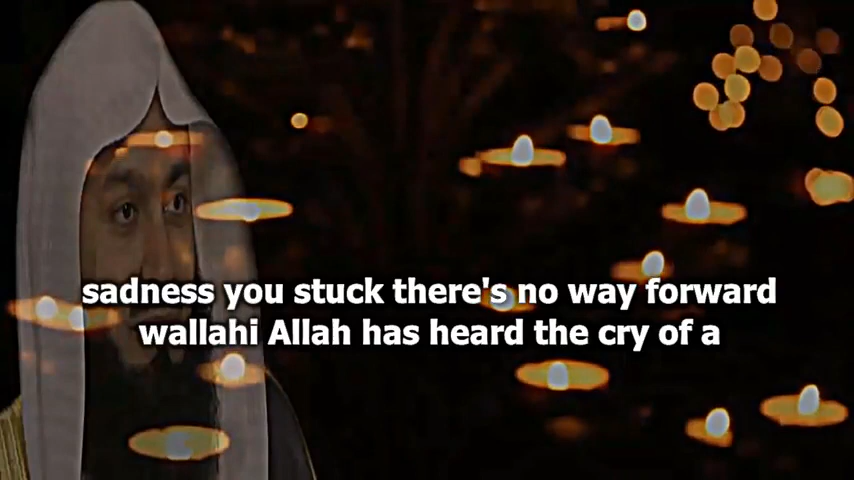 sadness you stuck there's no way forward
wallahi Allah has heard the cry of a